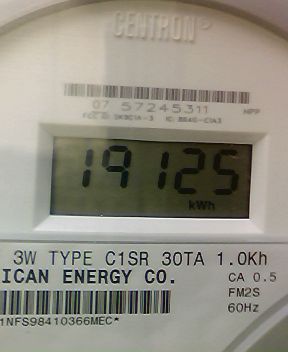 CENTRON®
07 57245311
HPP
19125
kWh
3W TYPE C1SR 30TA 1.0Kh
ICAN ENERGY CO.
CA 0.5
FM2S
60Hz
1NFS98410366MEC*